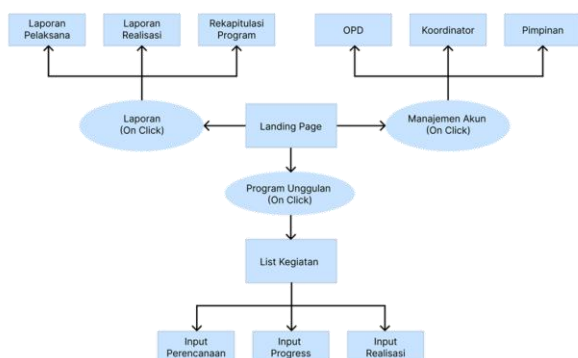 Laporan
Pelaksana
Laporan
Realisasi
Rekapitulasi
Program
OPD
Koordinator
Pimpinan
Laporan
(On Click)
Landing Page
Manajemen Akun
(On Click)
Program Unggulan
(On Click)
List Kegiatan
Input
Perencanaan
Input
Progress
Input
Realisasi